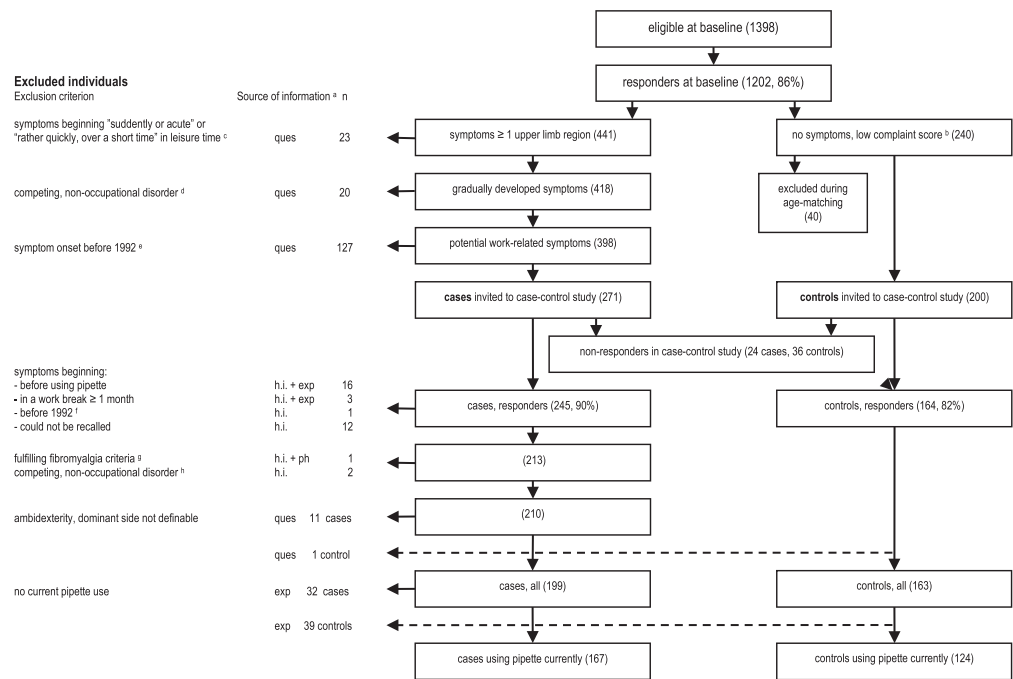 eligible at baseline (1398)
responders at baseline (1202, 86%)
Excluded individuals
Exclusion criterion Source of information a n
symptoms beginning "suddenly or acute" or
"rather quickly, over a short time" in leisure time c ques 23
symptoms ≥ 1 upper limb region (441)
no symptoms, low complaint score b (240)
competing, non-occupational disorder d ques 20
gradually developed symptoms (418)
excluded during
age-matching
(40)
symptom onset before 1992 e ques 127
potential work-related symptoms (398)
cases invited to case-control study (271)
controls invited to case-control study (200)
non-responders in case-control study (24 cases, 36 controls)
symptoms beginning:
- before using pipette h.i. + exp 16
- in a work break ≥ 1 month h.i. + exp 3
- before 1992 f h.i. 1
- could not be recalled h.i. 12
cases, responders (245, 90%)
controls, responders (164, 82%)
fulfilling fibromyalgia criteria g h.i. + ph 1
competing, non-occupational disorder h h.i. 2
(213)
ambidexterity, dominant side not definable ques 11 cases
(210)
ques 1 control
no current pipette use exp 32 cases
cases, all (199)
controls, all (163)
exp 39 controls
cases using pipette currently (167)
controls using pipette currently (124)